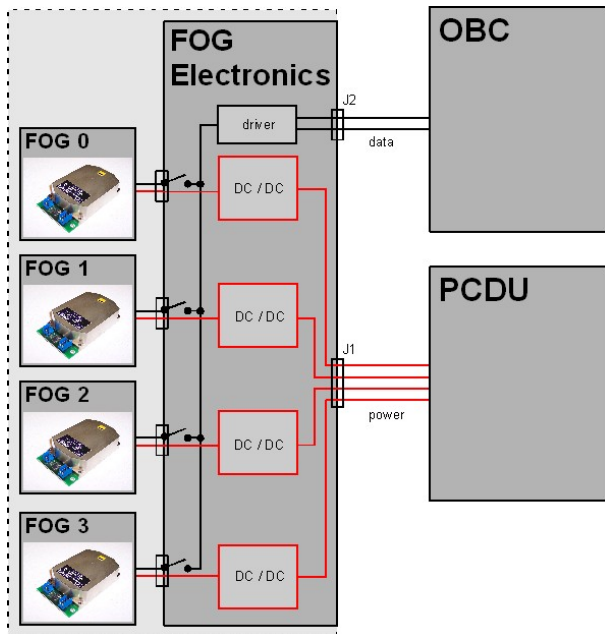 FOG
Electronics
OBC
J2
driver
data
FOG 0
DC / DC
FOG 1
DC / DC
PCDU
J1
FOG 2
power
DC / DC
FOG 3
DC / DC